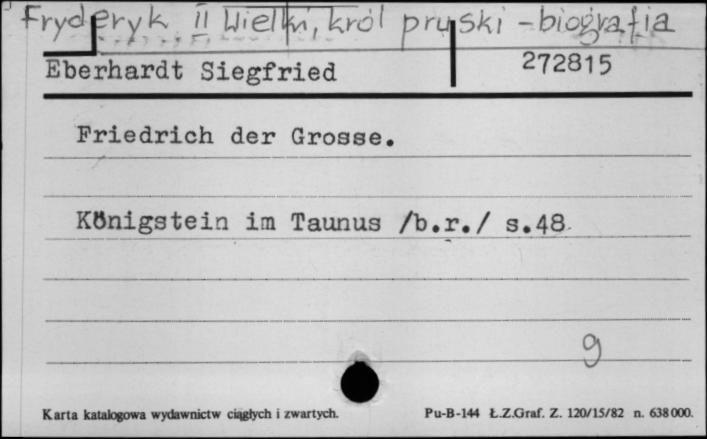 Fryderyk II Wielki, król pruski - biografia
Eberhardt Siegfried 272815
Friedrich der Grosse.
Königstein im Taunus /b.r./ s.48
g
Karta katalogowa wydawnictw ciągłych i zwartych. Pu-B-144 Ł.Z.Graf. Z. 120/15/82 n. 638000.